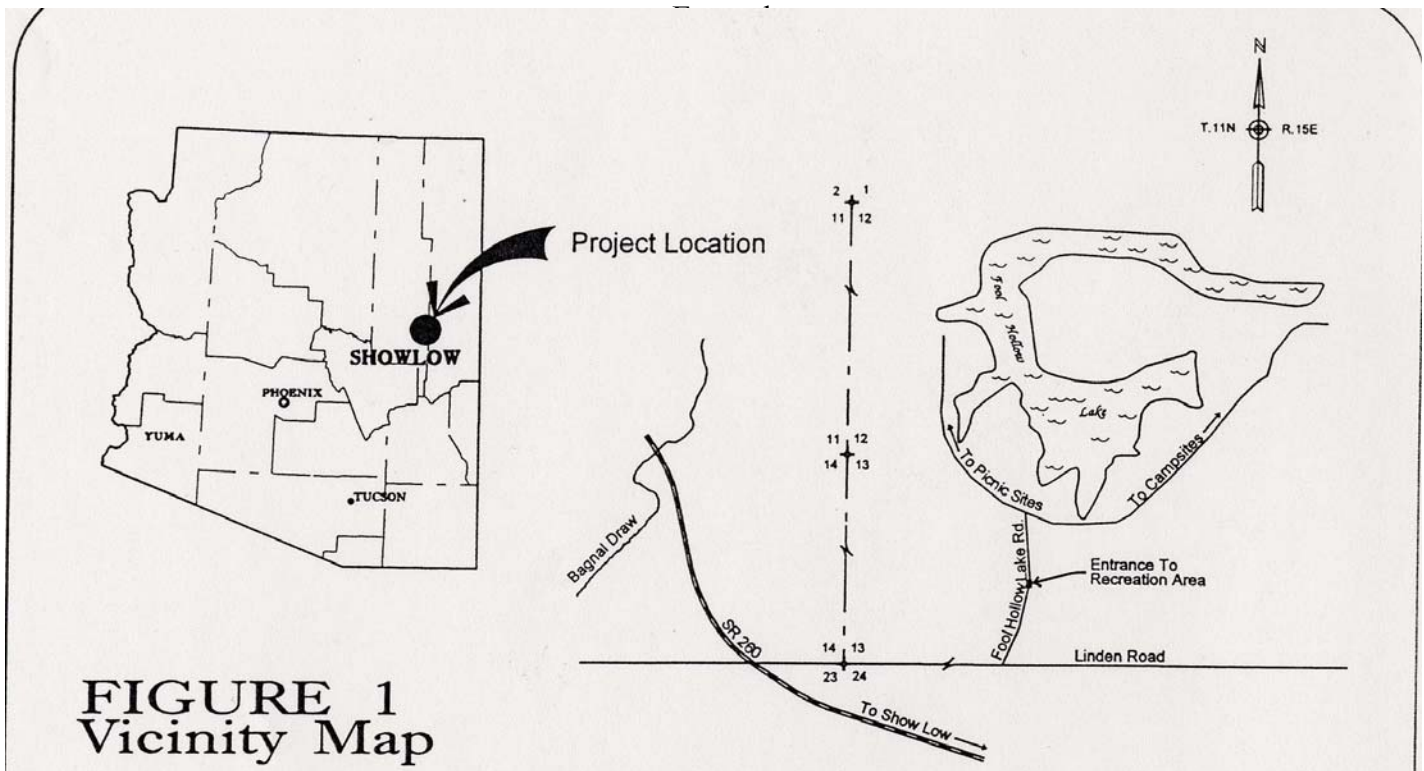 N
T.11N R.15E
2 1
11 12
Project Location
SHOWLOW
PHOENIX
YUMA
TUCSON
Fool
Hollow
Lake
11 12
14 13
To Picnic Sites
To Campsites
Bagnal Draw
Entrance To
Recreation Area
Fool Hollow Lake Rd.
SR 260
14 13
23 24
Linden Road
To Show Low
FIGURE 1
Vicinity Map